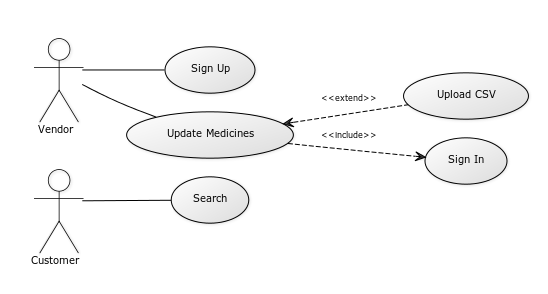 Sign Up
Vendor
Update Medicines
<<extend>>
Upload CSV
<<include>>
Sign In
Search
Customer